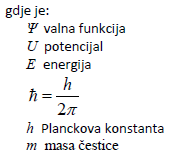 gdje je:
Ψ valna funkcija
U potencijal
E energija
ħ = h / 2π
h Planckova konstanta
m masa čestice